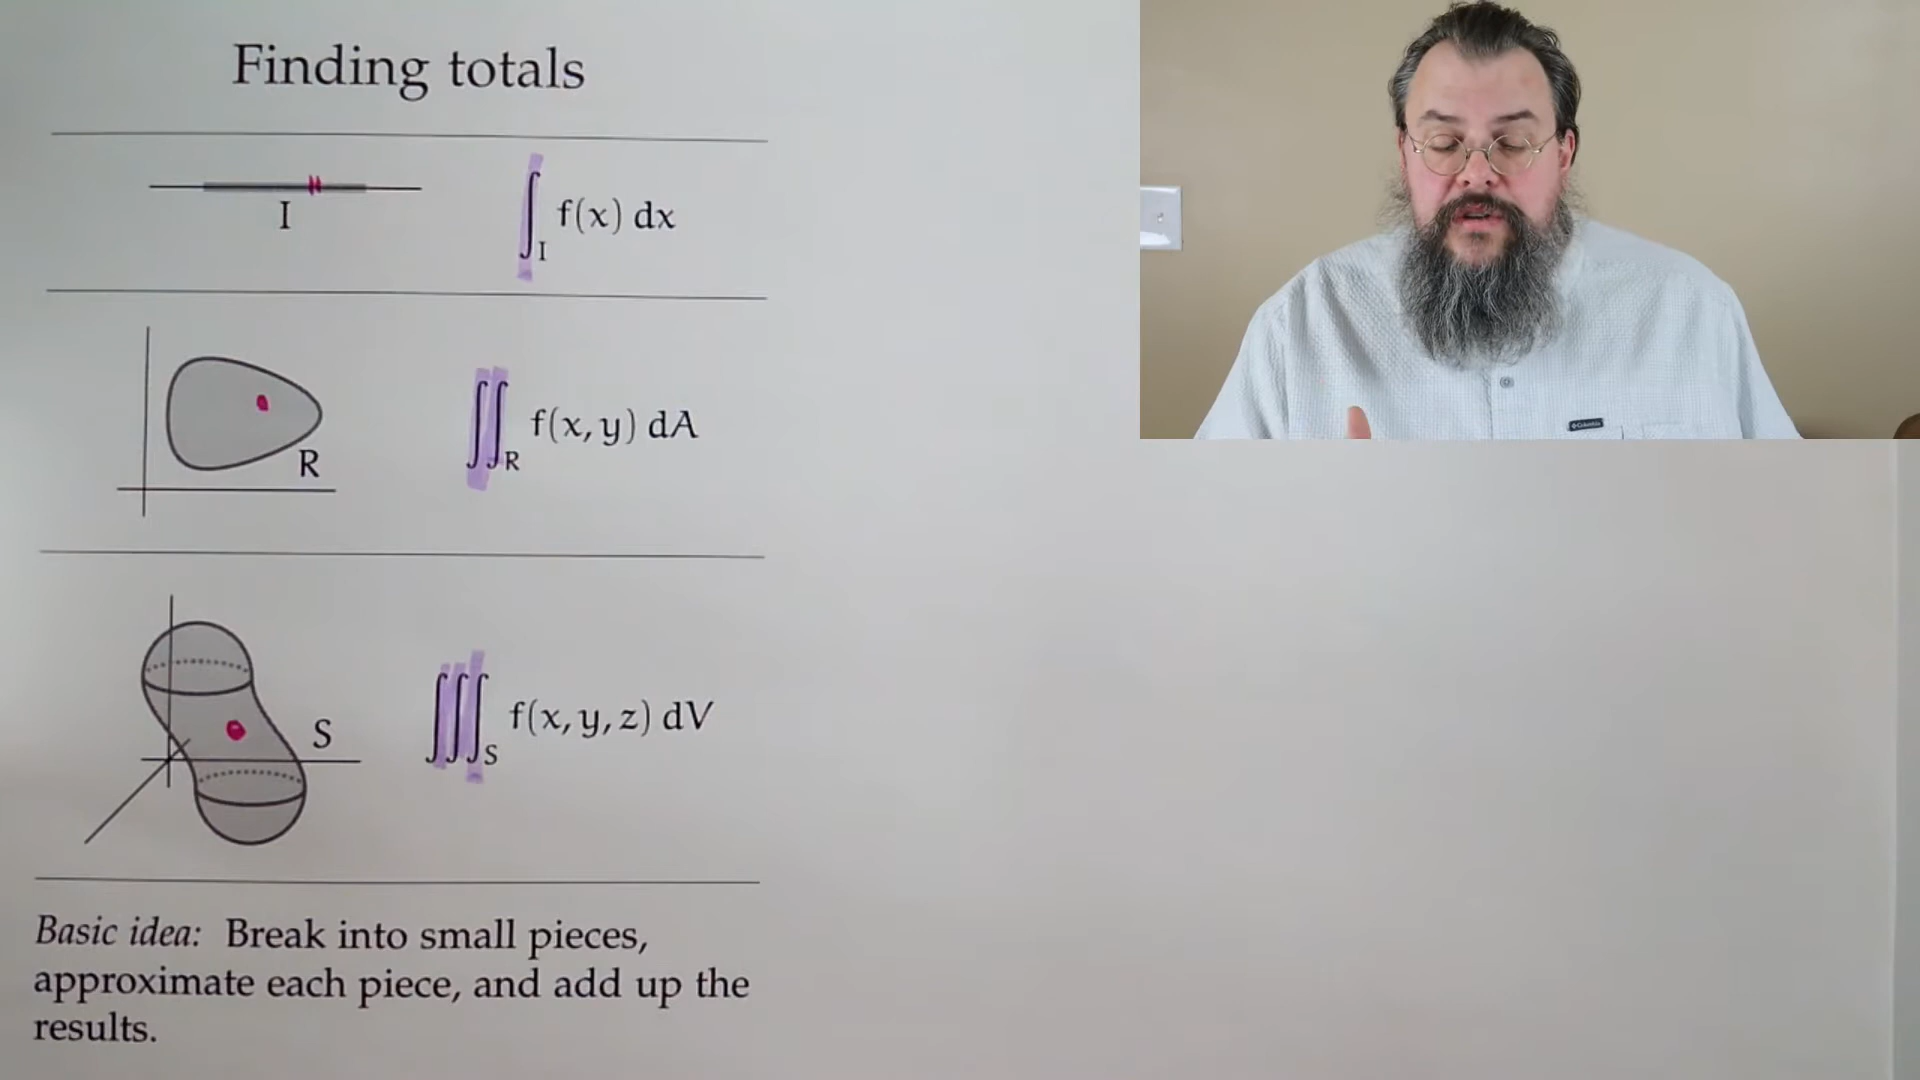 Finding totals
I
∫_I f(x) dx
R
∬_R f(x, y) dA
S
∭_S f(x, y, z) dV
Basic idea: Break into small pieces,
approximate each piece, and add up the
results.
Columbia